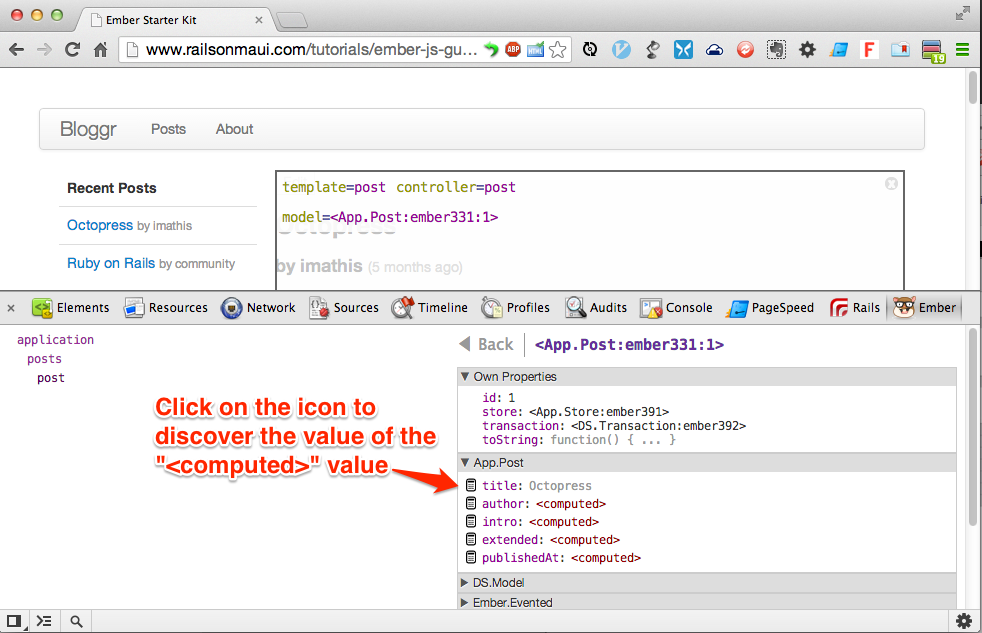 Ember Starter Kit
www.railsonmaui.com/tutorials/ember-js-gu...
ABP
F
19
Bloggr Posts About
Recent Posts
Octopress by imathis
Ruby on Rails by community
template=post controller=post
model=<App.Post:ember331:1>
Octopress
by imathis (5 months ago)
Elements Resources Network Sources Timeline Profiles Audits Console PageSpeed Rails Ember
application
posts
post
Click on the icon to
discover the value of the
"<computed>" value
Back <App.Post:ember331:1>
Own Properties
id: 1
store: <App.Store:ember391>
transaction: <DS.Transaction:ember392>
toString: function() { ... }
App.Post
title: Octopress
author: <computed>
intro: <computed>
extended: <computed>
publishedAt: <computed>
DS.Model
Ember.Evented